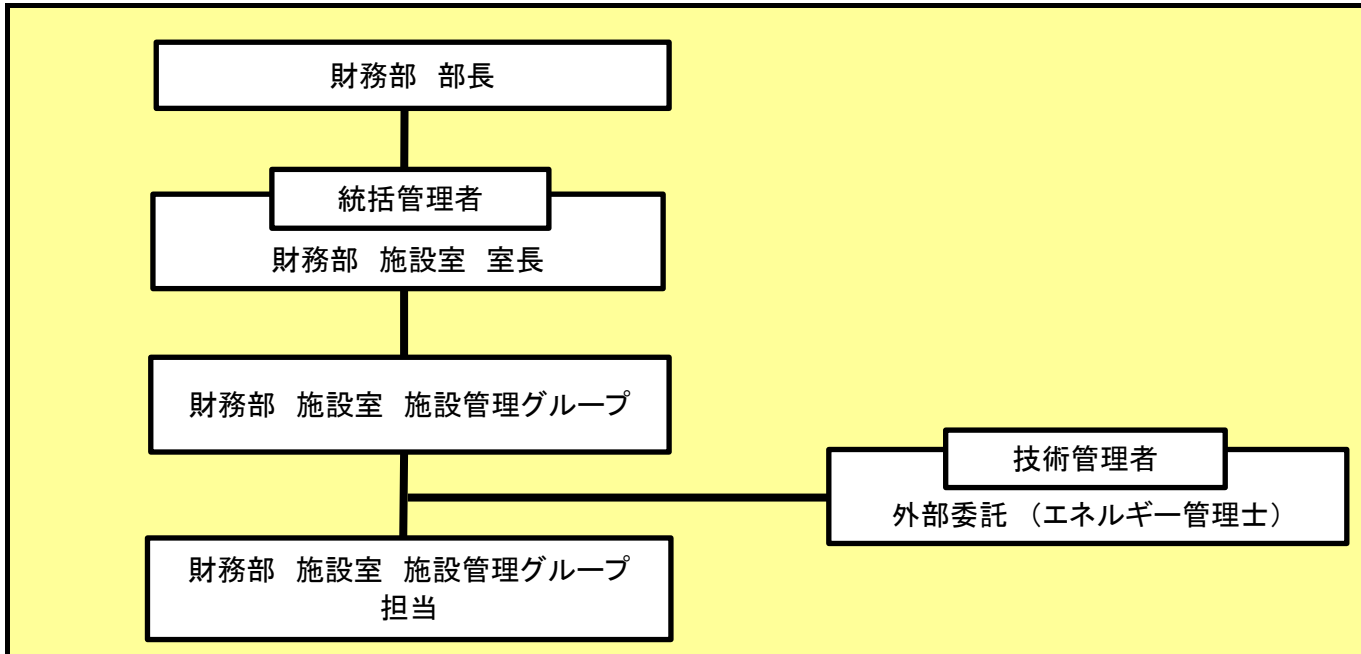 財務部　部長
統括管理者
財務部　施設室　室長
財務部　施設室　施設管理グループ
技術管理者
外部委託　（エネルギー管理士）
財務部　施設室　施設管理グループ
担当